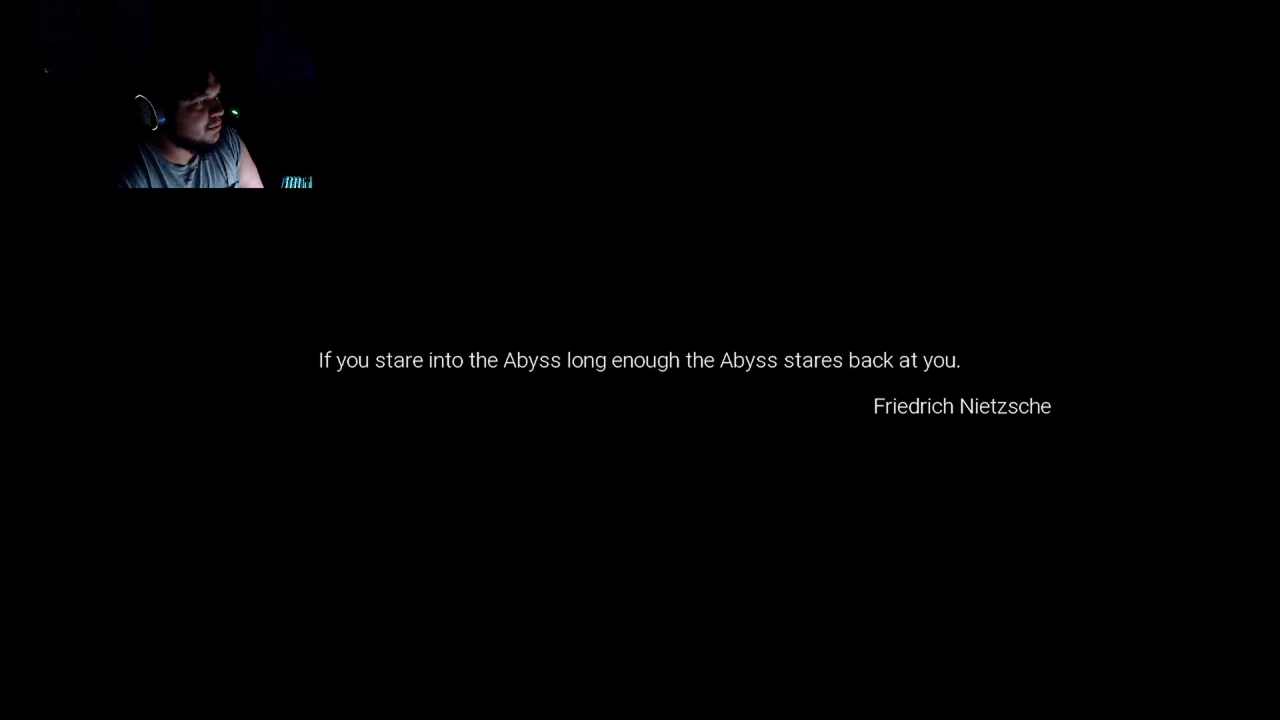 If you stare into the Abyss long enough the Abyss stares back at you.
Friedrich Nietzsche